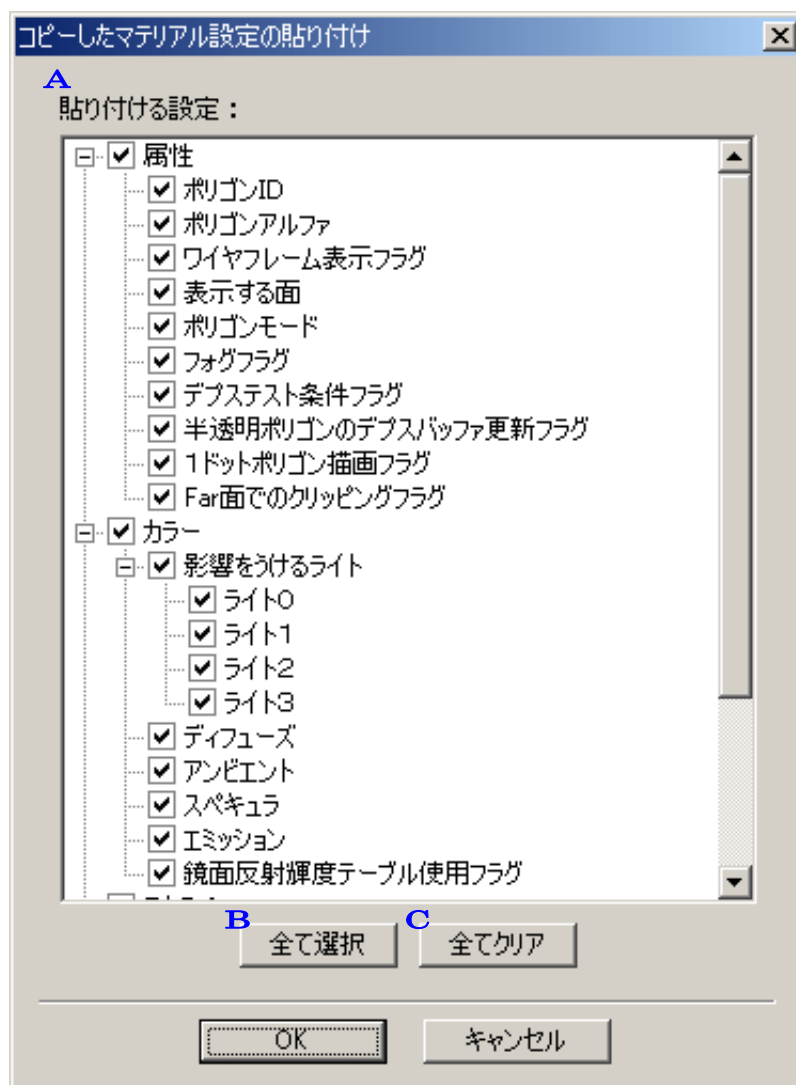 コピーしたマテリアル設定の貼り付け
A
貼り付ける設定：
属性
ポリゴンID
ポリゴンアルファ
ワイヤフレーム表示フラグ
表示する面
ポリゴンモード
フォグフラグ
デプステスト条件フラグ
半透明ポリゴンのデプスバッファ更新フラグ
1ドットポリゴン描画フラグ
Far面でのクリッピングフラグ
カラー
影響をうけるライト
ライト0
ライト1
ライト2
ライト3
ディフューズ
アンビエント
スペキュラ
エミッション
鏡面反射輝度テーブル使用フラグ
B 全て選択 C 全てクリア
OK キャンセル